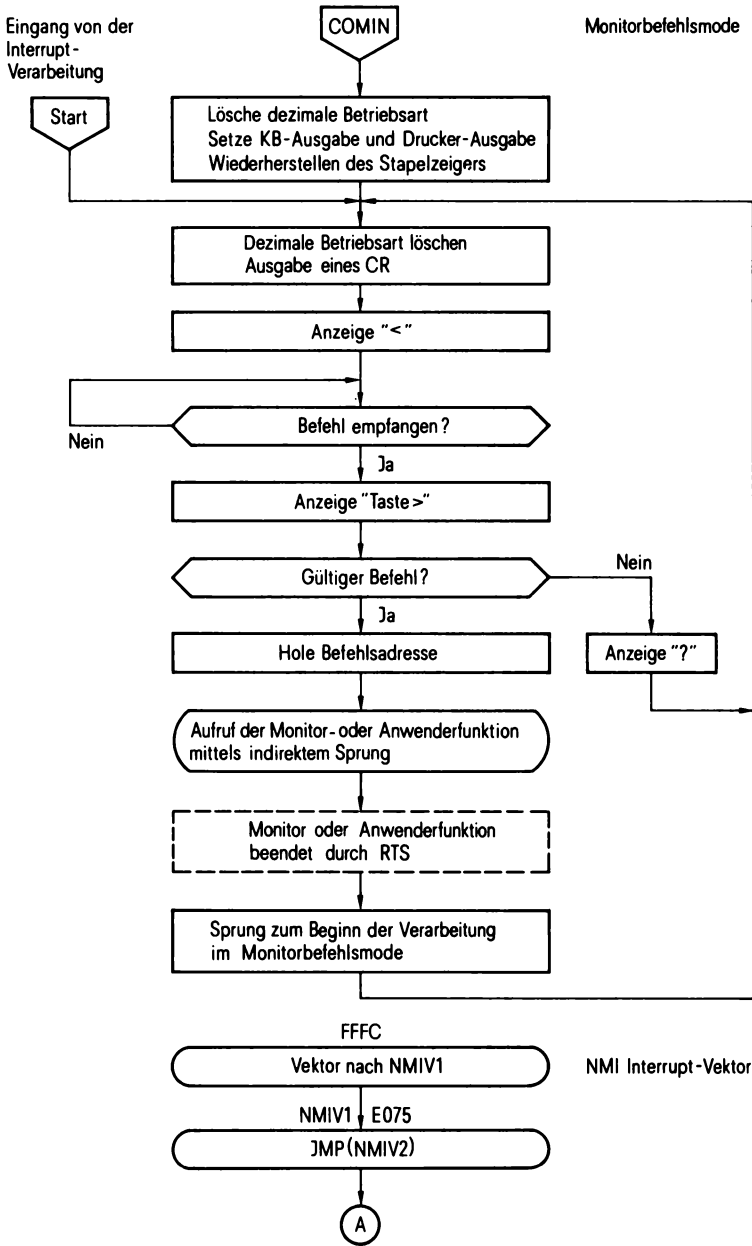 Eingang von der
Interrupt-
Verarbeitung
COMIN
Monitorbefehlsmode
Start
Lösche dezimale Betriebsart
Setze KB-Ausgabe und Drucker-Ausgabe
Wiederherstellen des Stapelzeigers
Dezimale Betriebsart löschen
Ausgabe eines CR
Anzeige "<"
Befehl empfangen?
Nein
Ja
Anzeige "Taste>"
Gültiger Befehl?
Nein
Ja
Hole Befehlsadresse
Anzeige "?"
Aufruf der Monitor-oder Anwenderfunktion
mittels indirektem Sprung
Monitor oder Anwenderfunktion
beendet durch RTS
Sprung zum Beginn der Verarbeitung
im Monitorbefehlsmode
FFFC
Vektor nach NMIV1
NMI Interrupt-Vektor
NMIV1 E075
JMP(NMIV2)
A